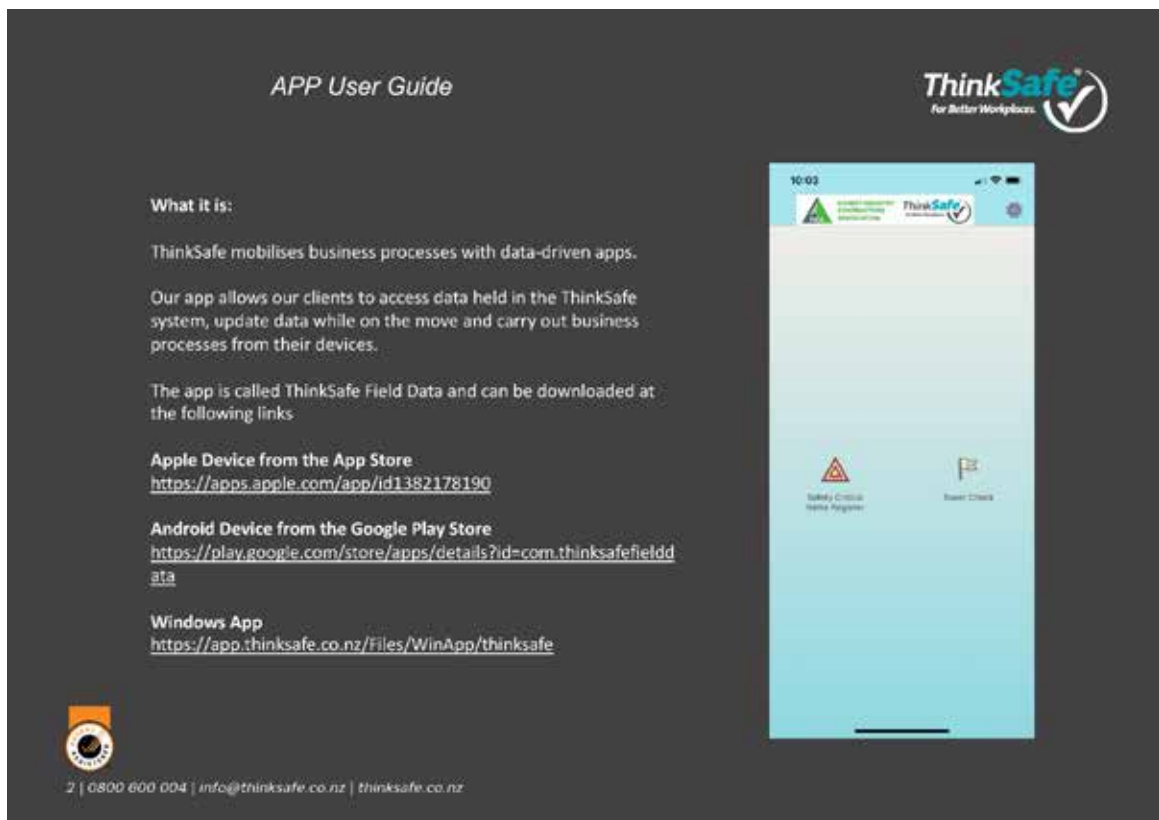 APP User Guide
ThinkSafe
For Better Workplaces.
What it is:
ThinkSafe mobilises business processes with data-driven apps.
Our app allows our clients to access data held in the ThinkSafe
system, update data while on the move and carry out business
processes from their devices.
The app is called ThinkSafe Field Data and can be downloaded at
the following links
Apple Device from the App Store
https://apps.apple.com/app/id1382178190
Android Device from the Google Play Store
https://play.google.com/store/apps/details?id=com.thinksafefieldd
ata
Windows App
https://app.thinksafe.co.nz/Files/WinApp/thinksafe
10:03
ThinkSafe
Safety Critical
Register
Check
2 | 0800 600 004 | info@thinksafe.co.nz | thinksafe.co.nz